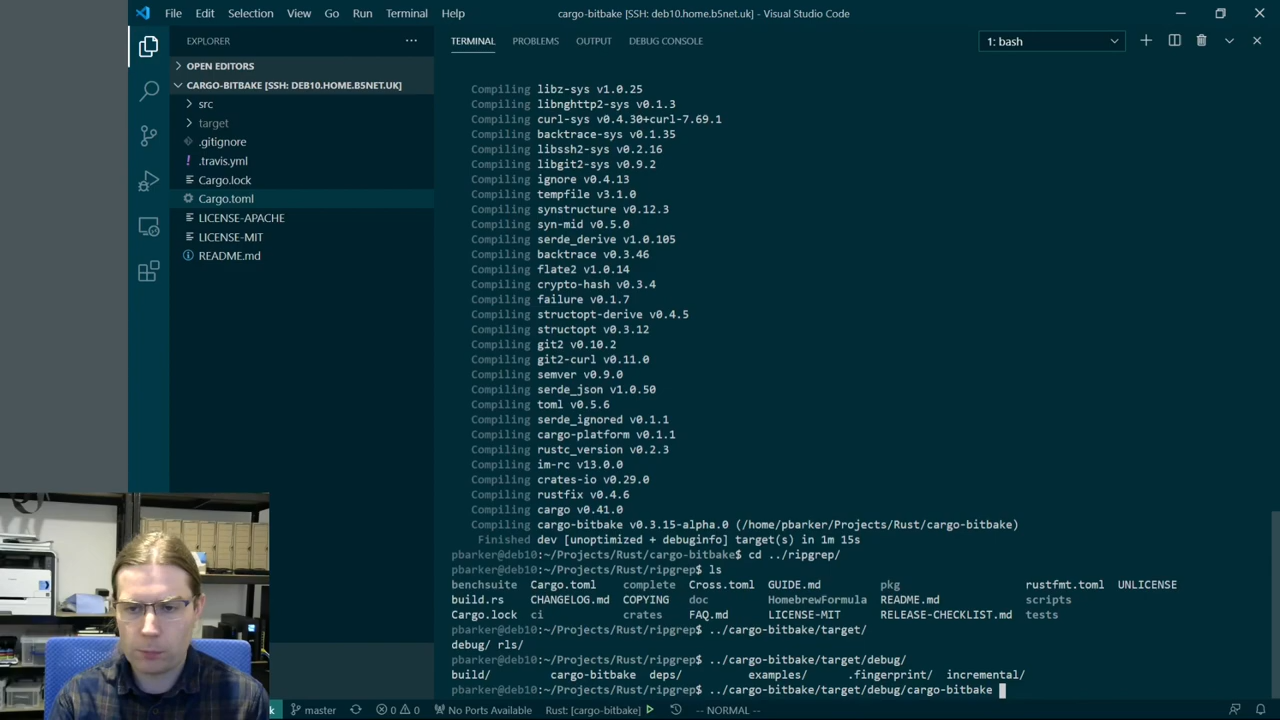 File Edit Selection View Go Run Terminal Help
cargo-bitbake [SSH: deb10.home.b5net.uk] - Visual Studio Code
EXPLORER
OPEN EDITORS
CARGO-BITBAKE [SSH: DEB10.HOME.B5NET.UK]
src
target
.gitignore
.travis.yml
Cargo.lock
Cargo.toml
LICENSE-APACHE
LICENSE-MIT
README.md
TERMINAL PROBLEMS OUTPUT DEBUG CONSOLE
1: bash
Compiling libz-sys v1.0.25
Compiling libnghttp2-sys v0.1.3
Compiling curl-sys v0.4.30+curl-7.69.1
Compiling backtrace-sys v0.1.35
Compiling libssh2-sys v0.2.16
Compiling libgit2-sys v0.9.2
Compiling ignore v0.4.13
Compiling tempfile v3.1.0
Compiling synstructure v0.12.3
Compiling syn-mid v0.5.0
Compiling serde_derive v1.0.105
Compiling backtrace v0.3.46
Compiling flate2 v1.0.14
Compiling crypto-hash v0.3.4
Compiling failure v0.1.7
Compiling structopt-derive v0.4.5
Compiling structopt v0.3.12
Compiling git2 v0.10.2
Compiling git2-curl v0.11.0
Compiling semver v0.9.0
Compiling serde_json v1.0.50
Compiling toml v0.5.6
Compiling serde_ignored v0.1.1
Compiling cargo-platform v0.1.1
Compiling rustc_version v0.2.3
Compiling im-rc v13.0.0
Compiling crates-io v0.29.0
Compiling rustfix v0.4.6
Compiling cargo v0.41.0
Compiling cargo-bitbake v0.3.15-alpha.0 (/home/pbarker/Projects/Rust/cargo-bitbake)
Finished dev [unoptimized + debuginfo] target(s) in 1m 15s
pbarker@deb10:~/Projects/Rust/cargo-bitbake$ cd ../ripgrep/
pbarker@deb10:~/Projects/Rust/ripgrep$ ls
benchsuite Cargo.toml complete Cross.toml GUIDE.md pkg rustfmt.toml UNLICENSE
build.rs CHANGELOG.md COPYING doc HomebrewFormula README.md scripts
Cargo.lock ci crates FAQ.md LICENSE-MIT RELEASE-CHECKLIST.md tests
pbarker@deb10:~/Projects/Rust/ripgrep$ ../cargo-bitbake/target/
debug/ rls/
pbarker@deb10:~/Projects/Rust/ripgrep$ ../cargo-bitbake/target/debug/
build/ cargo-bitbake deps/ examples/ .fingerprint/ incremental/
pbarker@deb10:~/Projects/Rust/ripgrep$ ../cargo-bitbake/target/debug/cargo-bitbake
master 0 0 No Ports Available Rust: [cargo-bitbake] -- NORMAL --